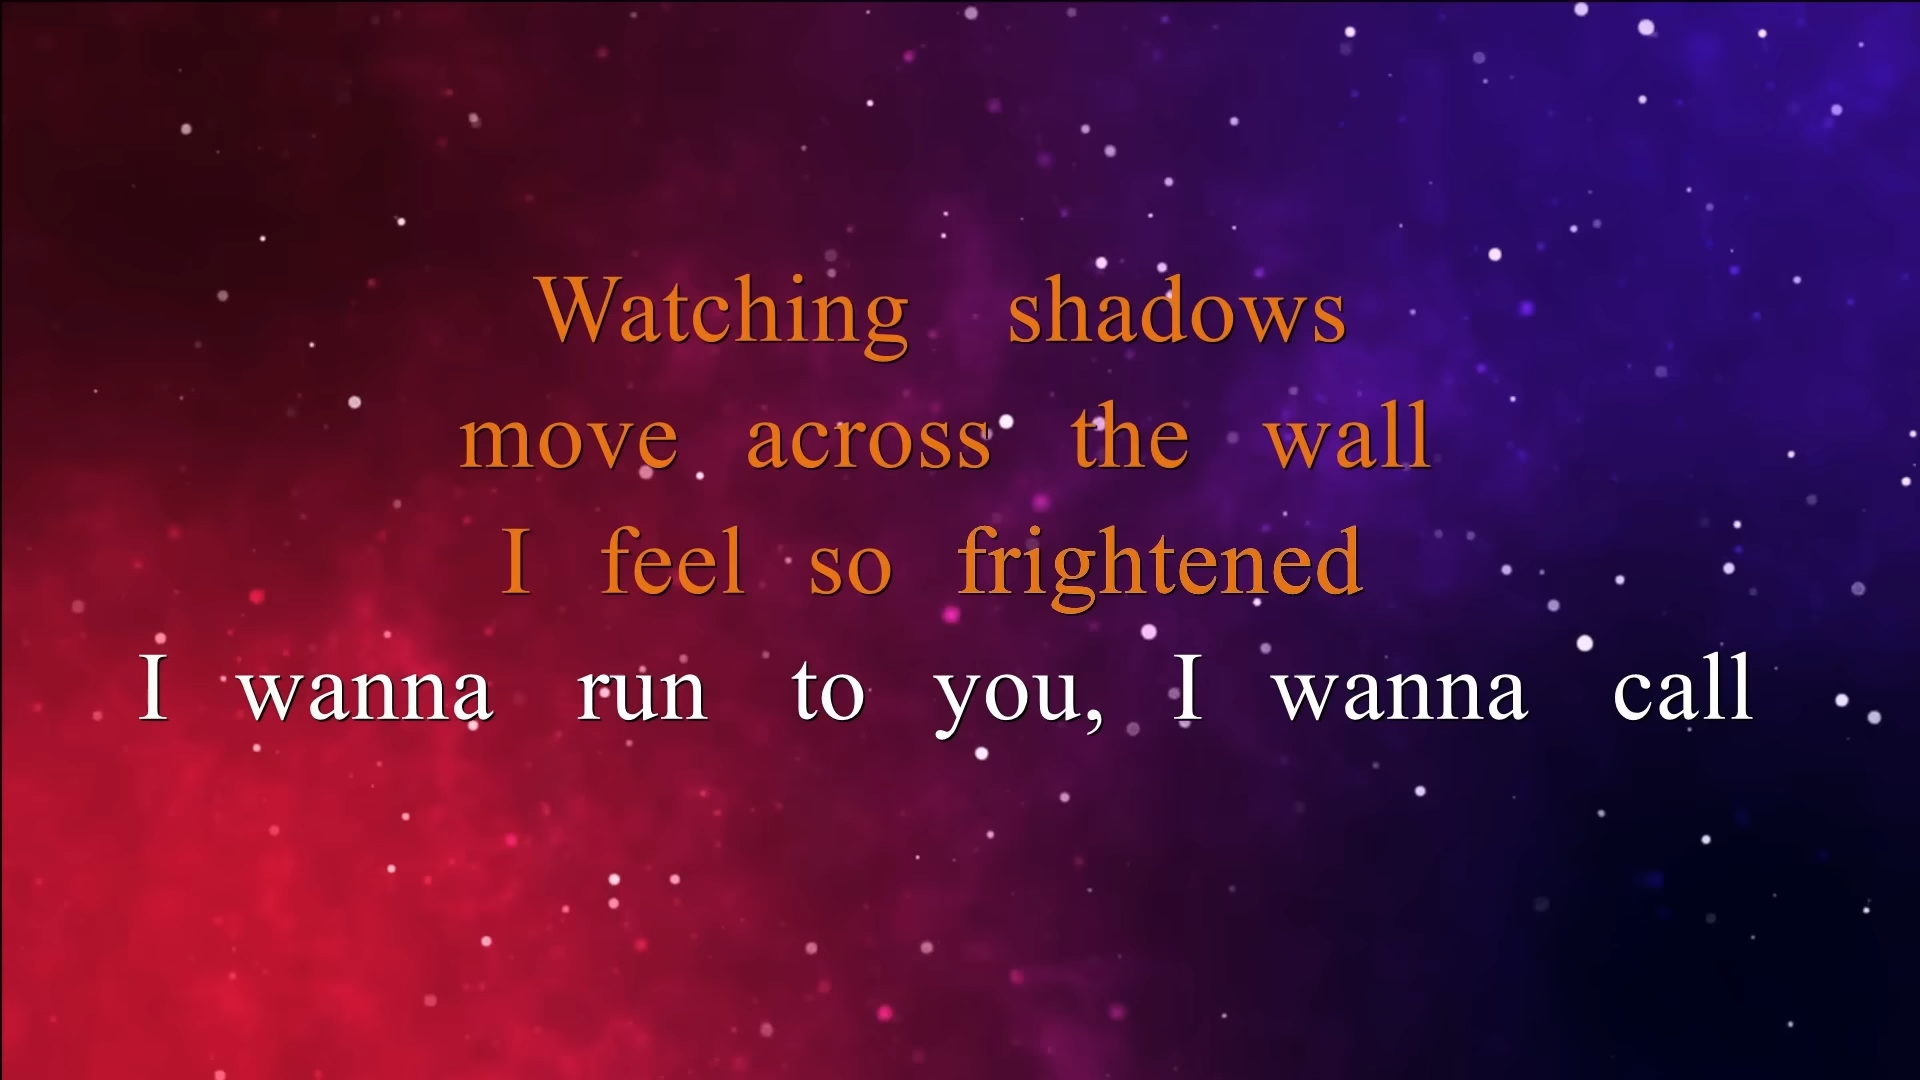 Watching shadows
move across the wall
I feel so frightened
I wanna run to you, I wanna call